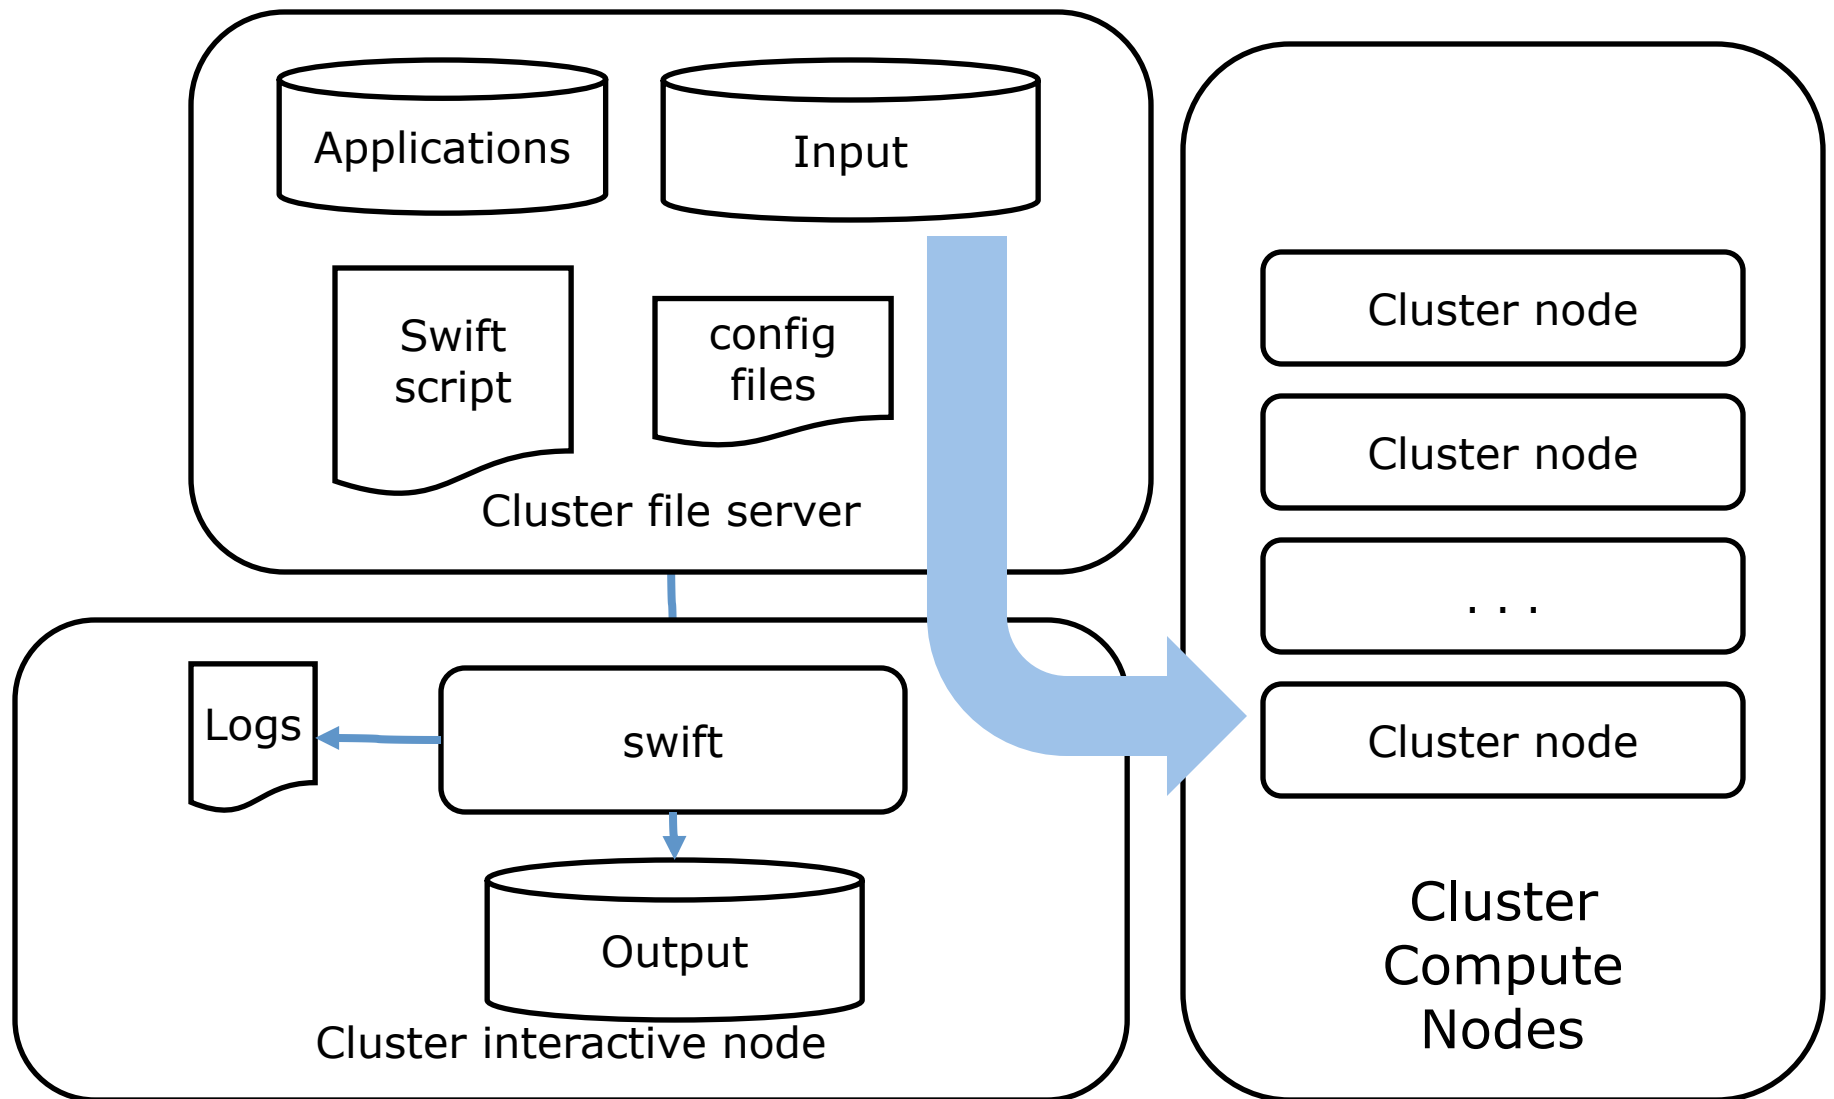 Applications
Input
Swift
script
config
files
Cluster file server
Logs
swift
Output
Cluster interactive node
Cluster node
Cluster node
. . .
Cluster node
Cluster
Compute
Nodes